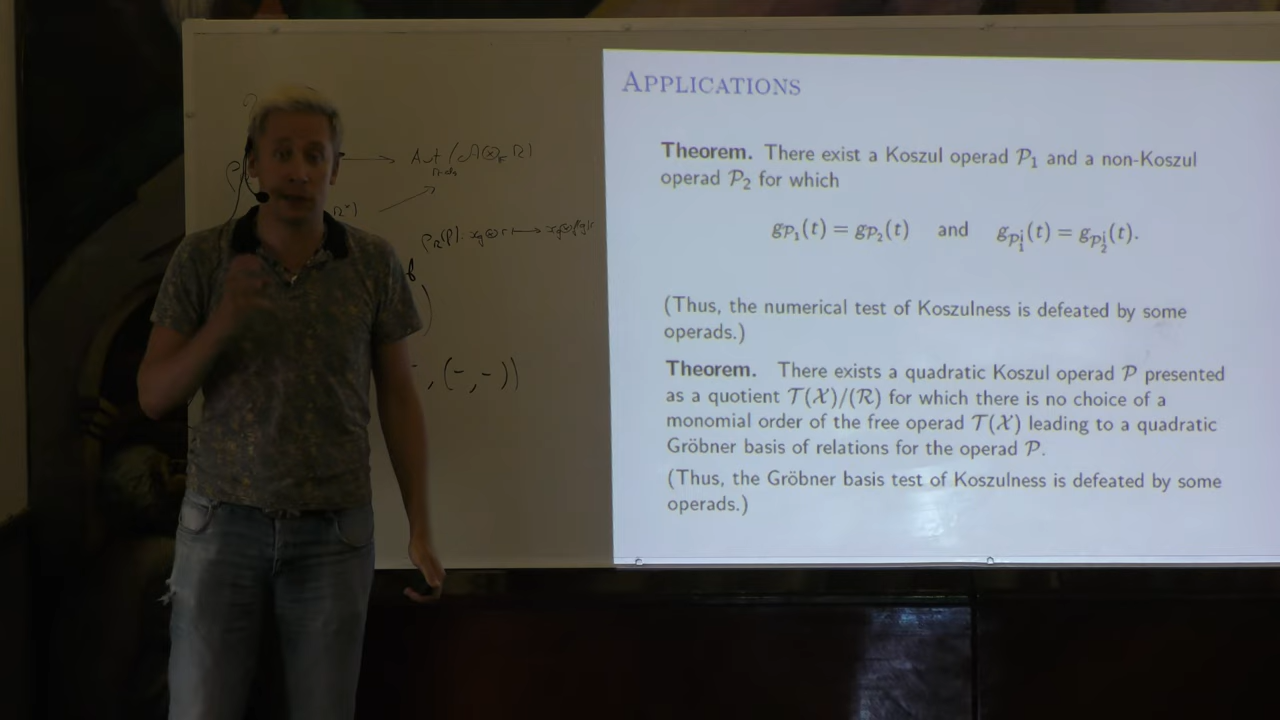 APPLICATIONS
Theorem. There exist a Koszul operad 𝒫₁ and a non-Koszul
operad 𝒫₂ for which
g𝒫₁(t) = g𝒫₂(t) and g𝒫₁¡(t) = g𝒫₂¡(t).
(Thus, the numerical test of Koszulness is defeated by some
operads.)
Theorem. There exists a quadratic Koszul operad 𝒫 presented
as a quotient 𝒯(𝒳)/(ℛ) for which there is no choice of a
monomial order of the free operad 𝒯(𝒳) leading to a quadratic
Gröbner basis of relations for the operad 𝒫.
(Thus, the Gröbner basis test of Koszulness is defeated by some
operads.)
Aut (A⊗_F R)
, (-, -))